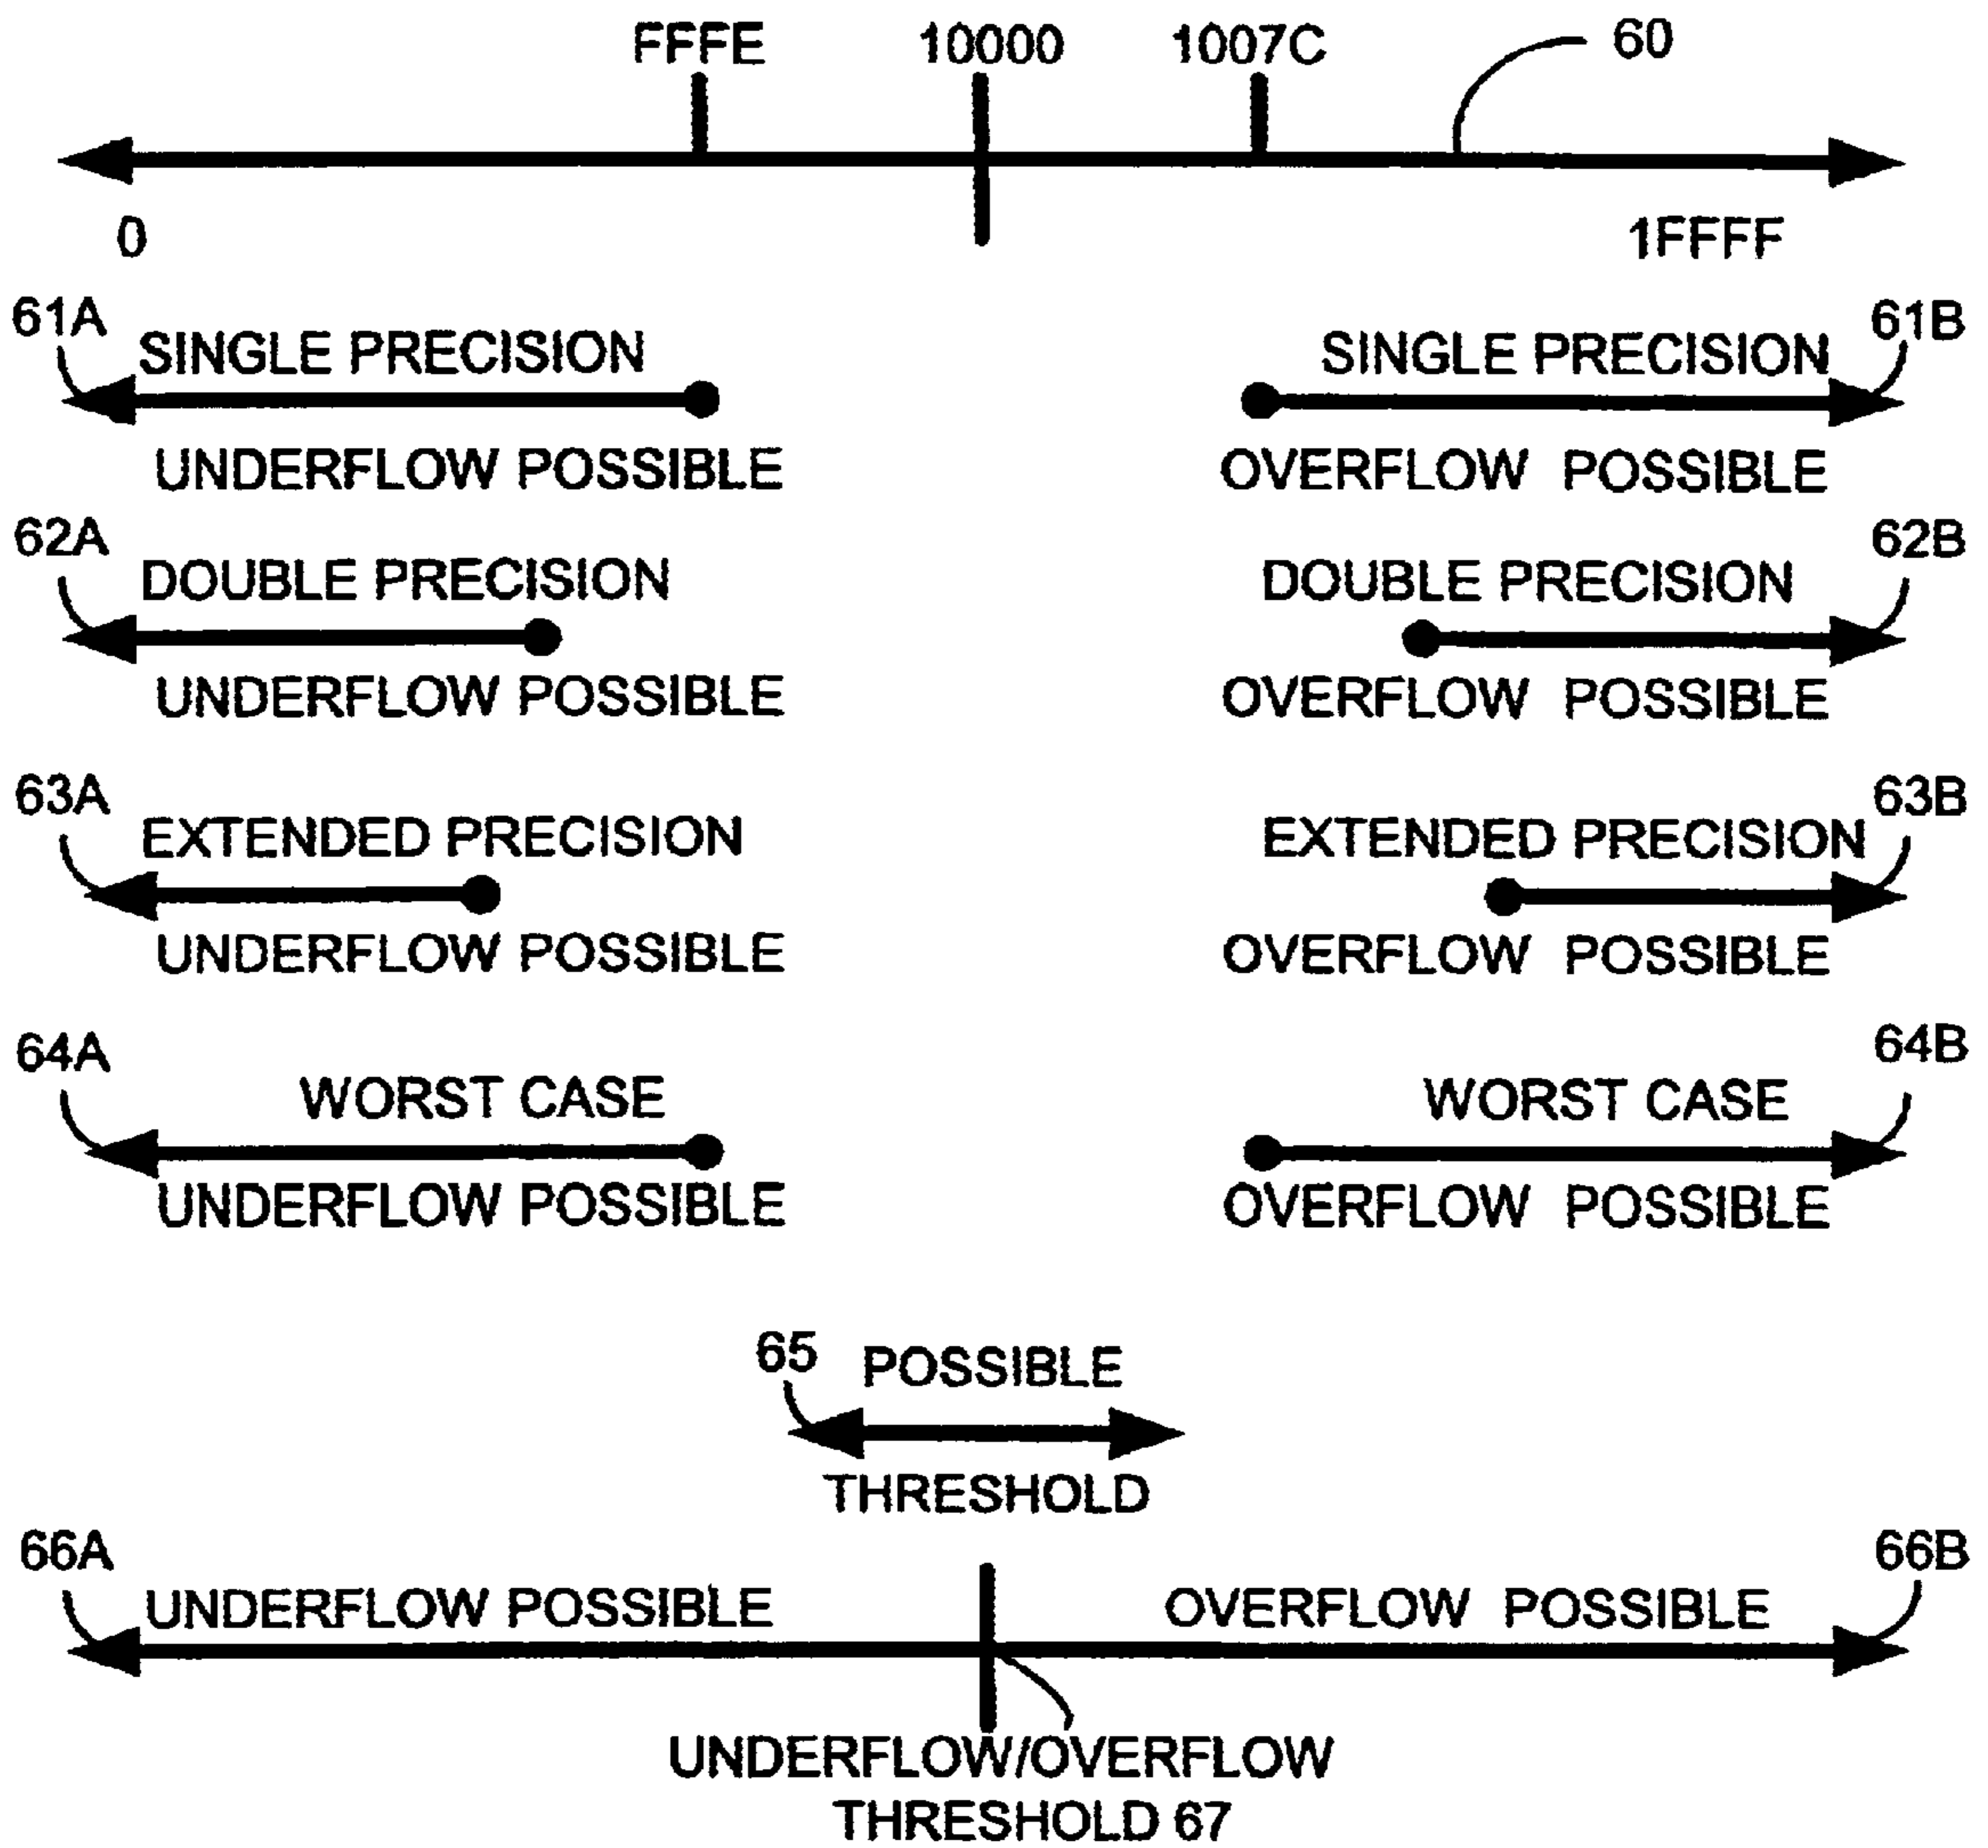 FFFE 10000 1007C 60
0 1FFFF
61A 61B
SINGLE PRECISION SINGLE PRECISION
UNDERFLOW POSSIBLE OVERFLOW POSSIBLE
62A 62B
DOUBLE PRECISION DOUBLE PRECISION
UNDERFLOW POSSIBLE OVERFLOW POSSIBLE
63A 63B
EXTENDED PRECISION EXTENDED PRECISION
UNDERFLOW POSSIBLE OVERFLOW POSSIBLE
64A 64B
WORST CASE WORST CASE
UNDERFLOW POSSIBLE OVERFLOW POSSIBLE
65 POSSIBLE
THRESHOLD
66A 66B
UNDERFLOW POSSIBLE OVERFLOW POSSIBLE
UNDERFLOW/OVERFLOW
THRESHOLD 67